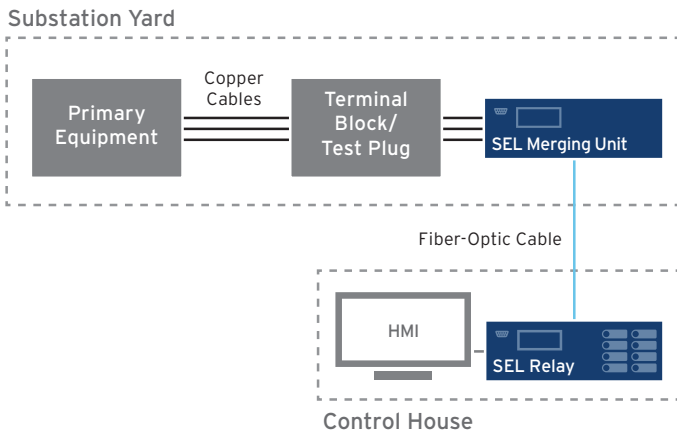 Substation Yard
Copper
Cables
Primary
Equipment
Terminal
Block/
Test Plug
SEL Merging Unit
Fiber-Optic Cable
HMI
SEL Relay
Control House